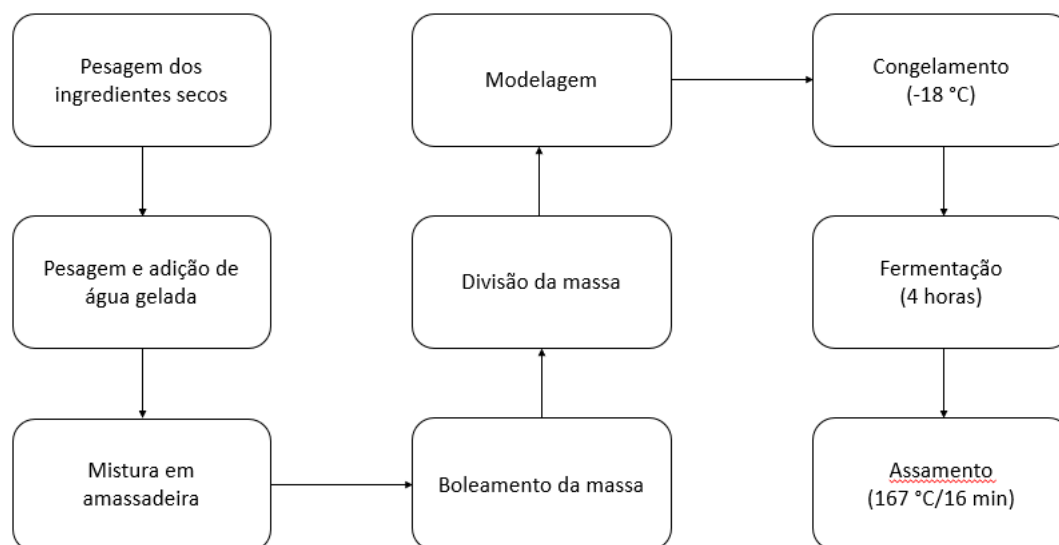 Pesagem dos
ingredientes secos
Pesagem e adição de
água gelada
Mistura em
amassadeira
Boleamento da massa
Divisão da massa
Modelagem
Congelamento
(-18 °C)
Fermentação
(4 horas)
Assamento
(167 °C/16 min)